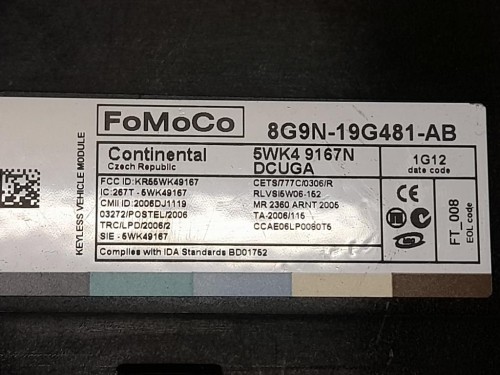 FoMoCo
8G9N-19G481-AB
KEYLESS VEHICLE MODULE
Continental
Czech Republic
5WK4 9167N
DCUGA
1G12
date code
FCC ID: KR55WK49167
IC :267T - 5WK49167
CMII ID: 2006DJ1119
03272/POSTEL/2006
TRC/LPD/2006/2
SIE - 5WK49167
CETS/777C/0306/R
RLVSI5W06-152
MR 2360 ARNT 2005
TA-2006/115
CCAE06LP0080T5
CE
FT_008
EOL code
Complies with IDA Standards BD01752